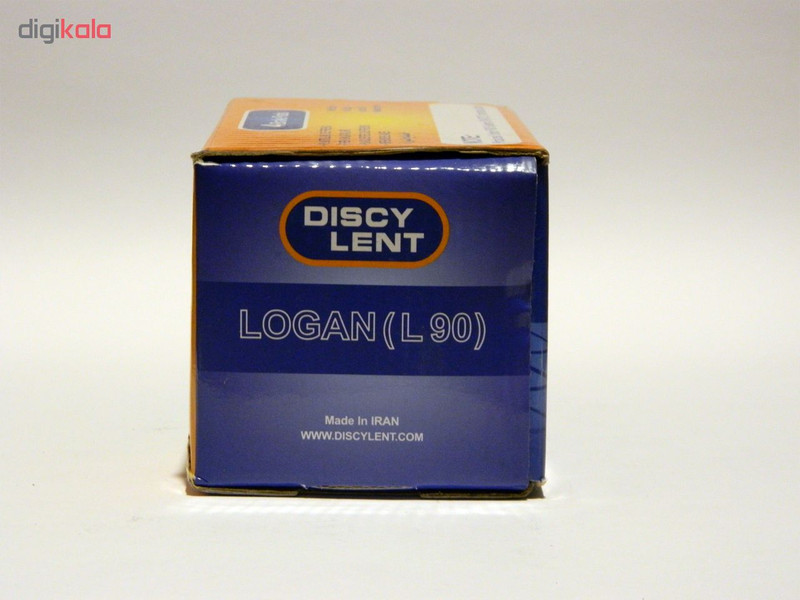 digikala
DISCY
LENT
LOGAN (L 90)
Made In IRAN
WWW.DISCYLENT.COM